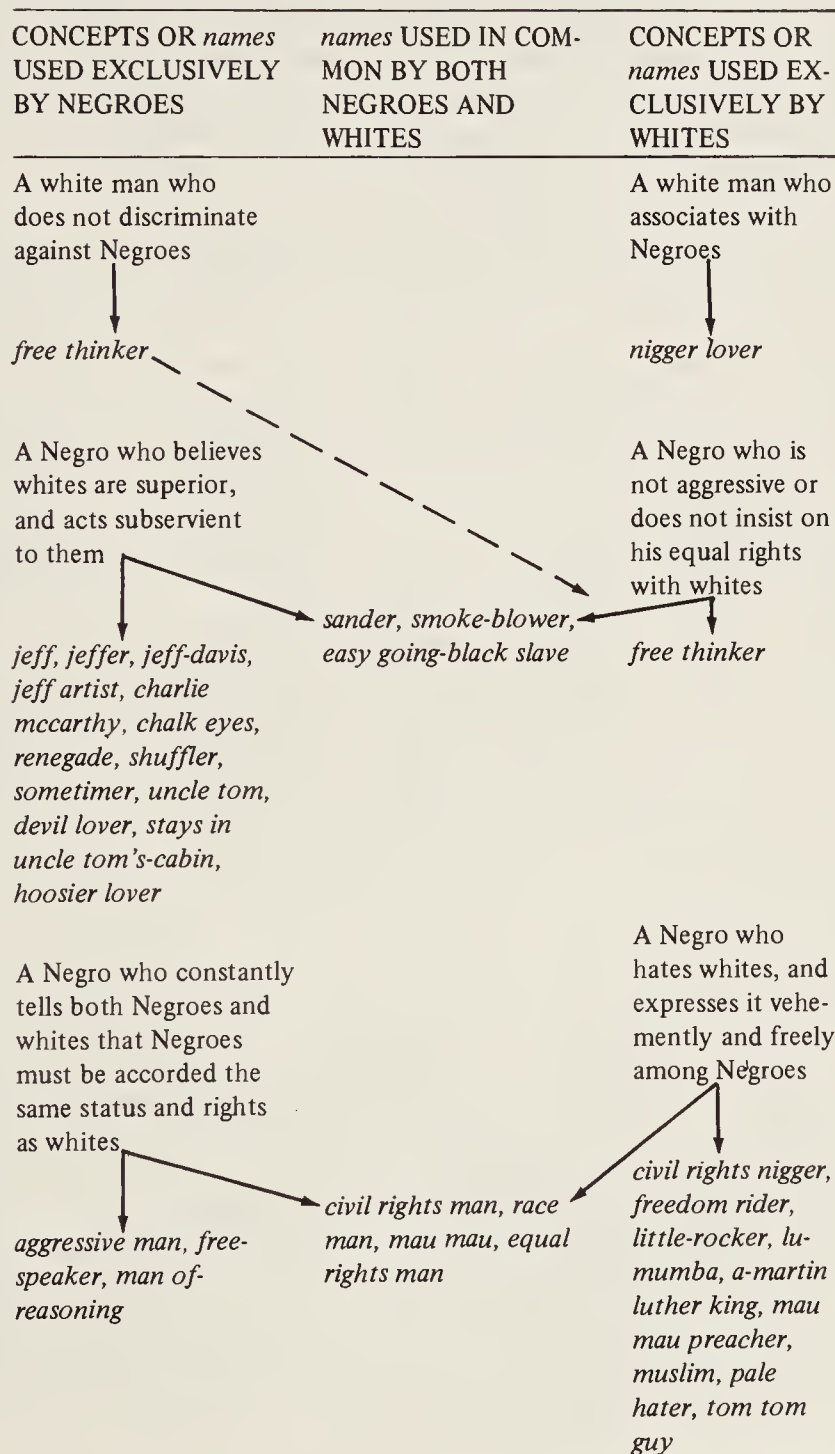 CONCEPTS OR names
USED EXCLUSIVELY
BY NEGROES
names USED IN COM-
MON BY BOTH
NEGROES AND
WHITES
CONCEPTS OR
names USED EX-
CLUSIVELY BY
WHITES
A white man who
does not discriminate
against Negroes
A white man who
associates with
Negroes
free thinker
nigger lover
A Negro who believes
whites are superior,
and acts subservient
to them
A Negro who is
not aggressive or
does not insist on
his equal rights
with whites
jeff, jeffer, jeff-davis,
jeff artist, charlie
mccarthy, chalk eyes,
renegade, shuffler,
sometimer, uncle tom,
devil lover, stays in
uncle tom's-cabin,
hoosier lover
sander, smoke-blower,
easy going-black slave
free thinker
A Negro who constantly
tells both Negroes and
whites that Negroes
must be accorded the
same status and rights
as whites
A Negro who
hates whites, and
expresses it vehe-
mently and freely
among Negroes
aggressive man, free-
speaker, man of-
reasoning
civil rights man, race
man, mau mau, equal
rights man
civil rights nigger,
freedom rider,
little-rocker, lu-
mumba, a-martin
luther king, mau
mau preacher,
muslim, pale
hater, tom tom
guy